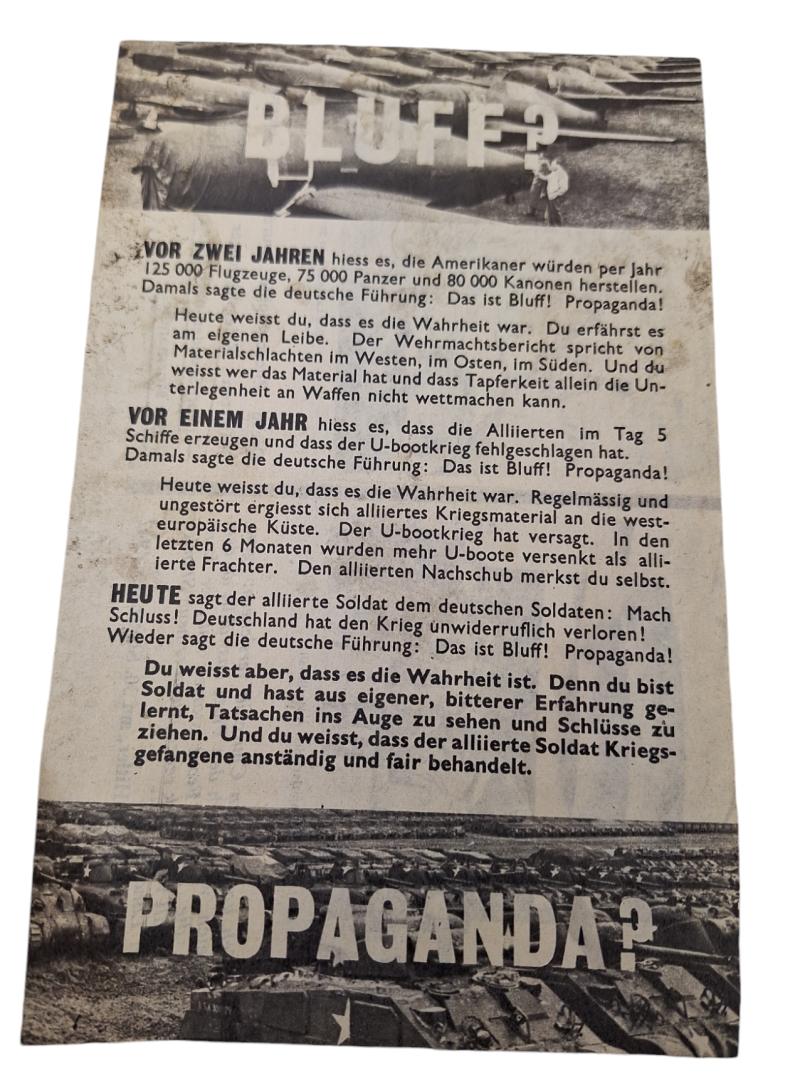 BLUFF?
VOR ZWEI JAHREN hiess es, die Amerikaner würden per Jahr
125 000 Flugzeuge, 75 000 Panzer und 80 000 Kanonen herstellen.
Damals sagte die deutsche Führung: Das ist Bluff! Propaganda!
Heute weisst du, dass es die Wahrheit war. Du erfährst es
am eigenen Leibe. Der Wehrmachtsbericht spricht von
Materialschlachten im Westen, im Osten, im Süden. Und du
weisst wer das Material hat und dass Tapferkeit allein die Un-
terlegenheit an Waffen nicht wettmachen kann.
VOR EINEM JAHR hiess es, dass die Alliierten im Tag 5
Schiffe erzeugen und dass der U-bootkrieg fehlgeschlagen hat.
Damals sagte die deutsche Führung: Das ist Bluff! Propaganda!
Heute weisst du, dass es die Wahrheit war. Regelmässig und
ungestört ergiesst sich alliiertes Kriegsmaterial an die west-
europäische Küste. Der U-bootkrieg hat versagt. In den
letzten 6 Monaten wurden mehr U-boote versenkt als alli-
ierte Frachter. Den alliierten Nachschub merkst du selbst.
HEUTE sagt der alliierte Soldat dem deutschen Soldaten: Mach
Schluss! Deutschland hat den Krieg unwiderruflich verloren!
Wieder sagt die deutsche Führung: Das ist Bluff! Propaganda!
Du weisst aber, dass es die Wahrheit ist. Denn du bist
Soldat und hast aus eigener, bitterer Erfahrung ge-
lernt, Tatsachen ins Auge zu sehen und Schlüsse zu
ziehen. Und du weisst, dass der alliierte Soldat Kriegs-
gefangene anständig und fair behandelt.
PROPAGANDA?